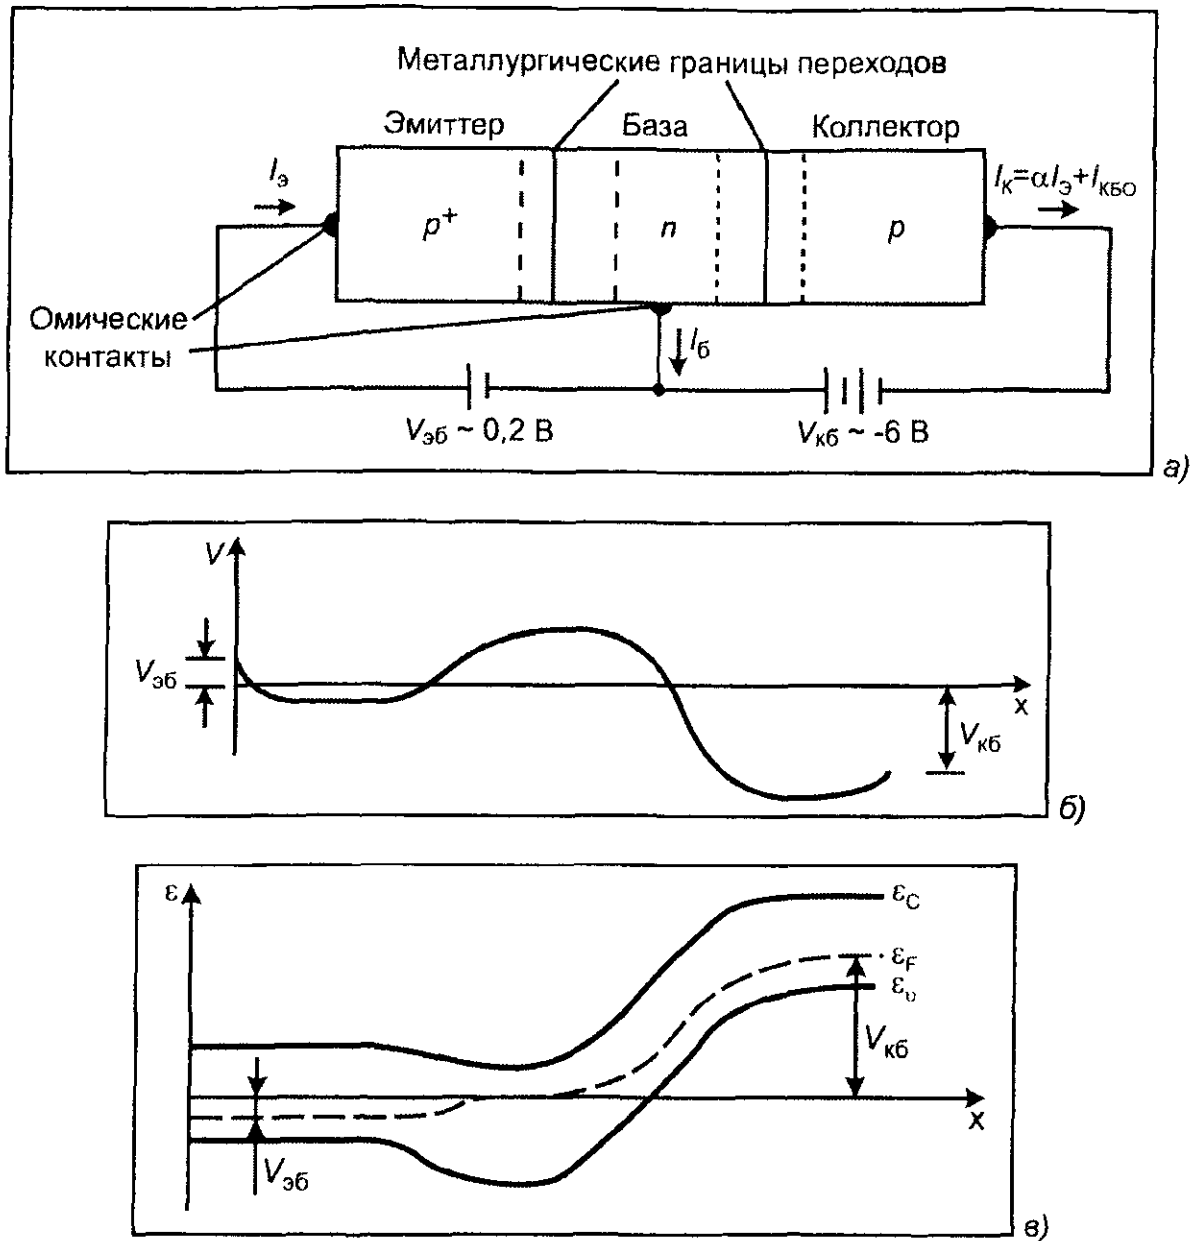 Металлургические границы переходов
Эмиттер База Коллектор
Iэ
Iк=αIэ+Iкбо
p+ n p
Омические
контакты
Iб
Vэб ~ 0,2 В
Vкб ~ -6 В
а)
V
Vэб
x
Vкб
б)
ε
εC
εF
ευ
Vкб
x
Vэб
в)